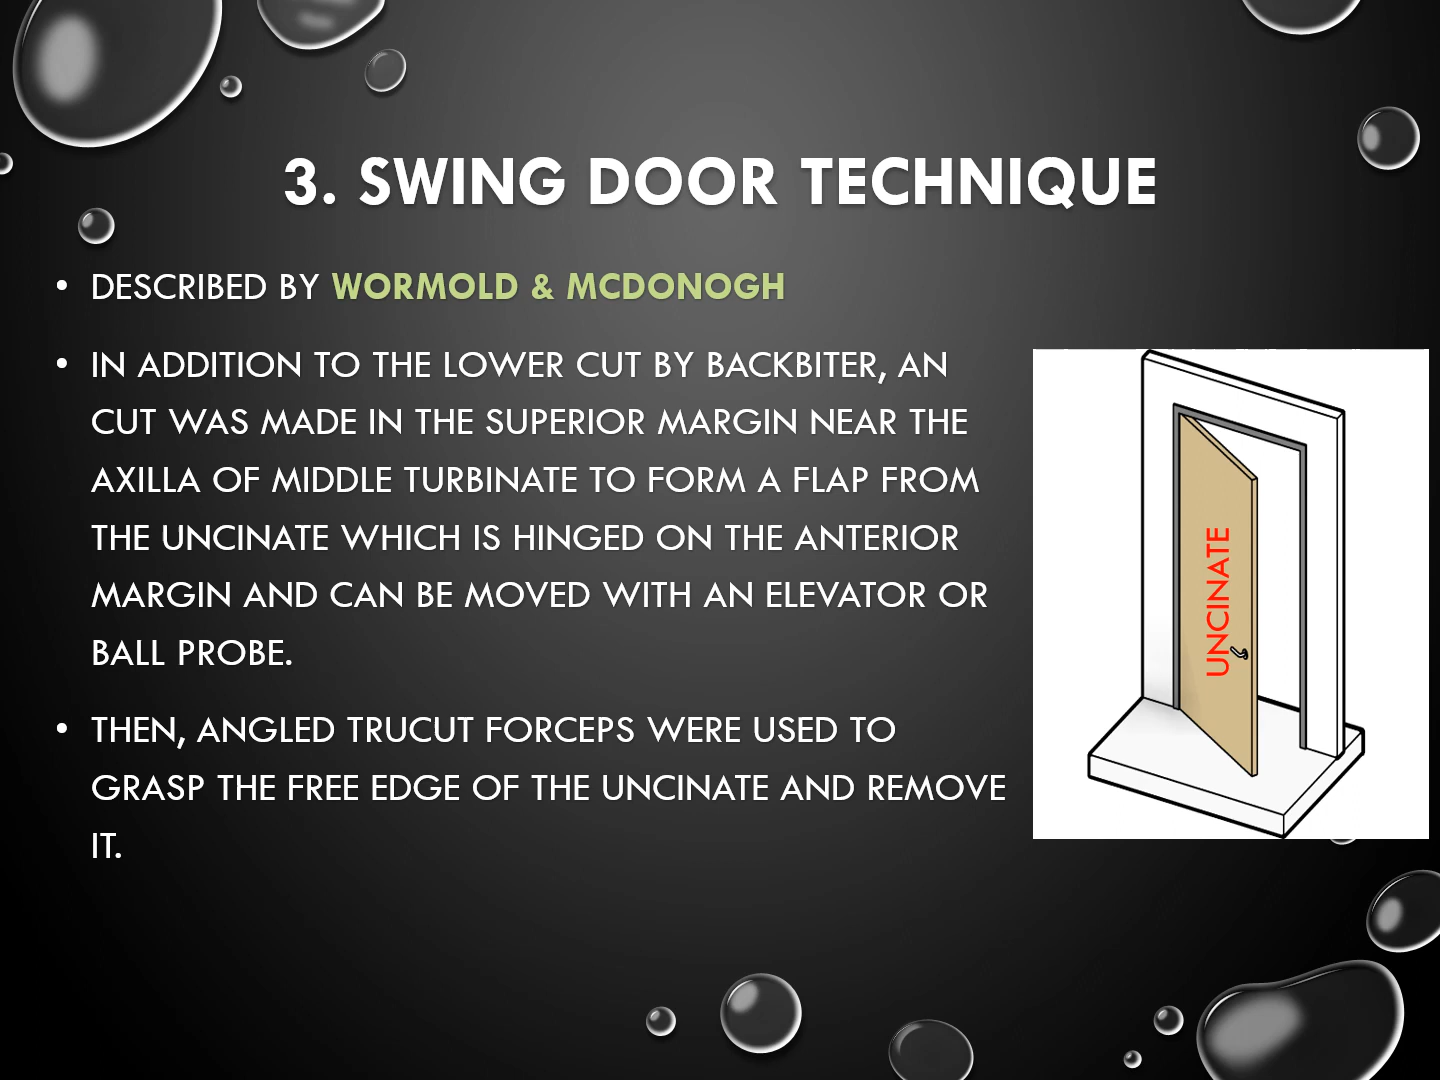 3. SWING DOOR TECHNIQUE
• DESCRIBED BY WORMOLD & MCDONOGH
• IN ADDITION TO THE LOWER CUT BY BACKBITER, AN
CUT WAS MADE IN THE SUPERIOR MARGIN NEAR THE
AXILLA OF MIDDLE TURBINATE TO FORM A FLAP FROM
THE UNCINATE WHICH IS HINGED ON THE ANTERIOR
MARGIN AND CAN BE MOVED WITH AN ELEVATOR OR
BALL PROBE.
• THEN, ANGLED TRUCUT FORCEPS WERE USED TO
GRASP THE FREE EDGE OF THE UNCINATE AND REMOVE
IT.
UNCINATE